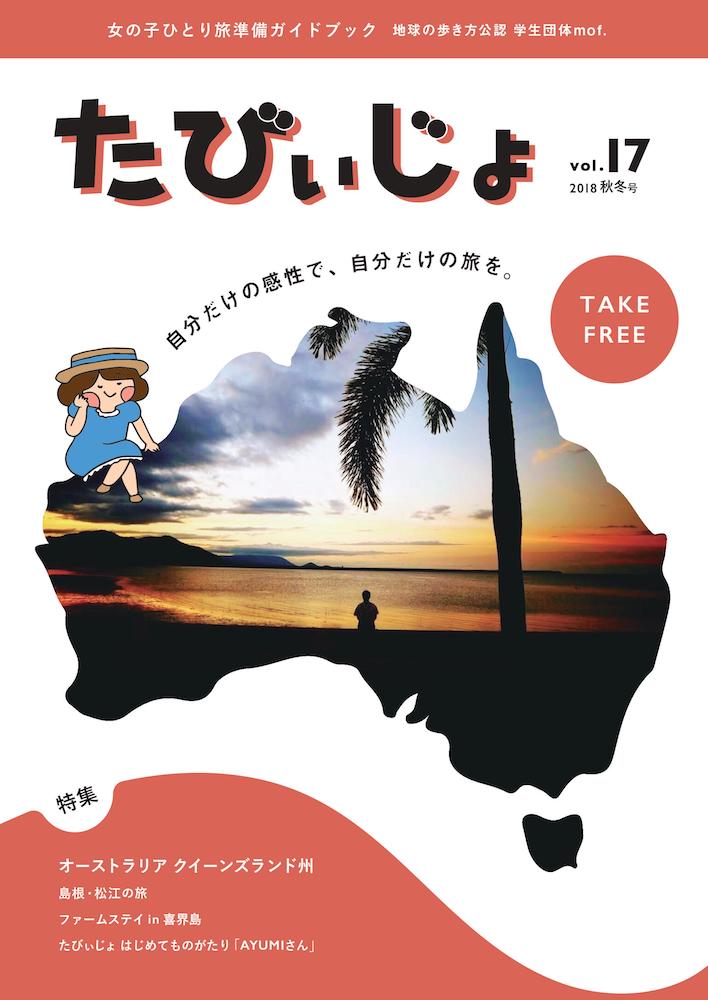 女の子ひとり旅準備ガイドブック 地球の歩き方公認 学生団体mof.
たびぃじょ
vol.17
2018 秋冬号
自分だけの感性で、自分だけの旅を。
TAKE
FREE
特集
オーストラリア クイーンズランド州
島根・松江の旅
ファームステイ in 喜界島
たびぃじょ はじめてものがたり「AYUMIさん」